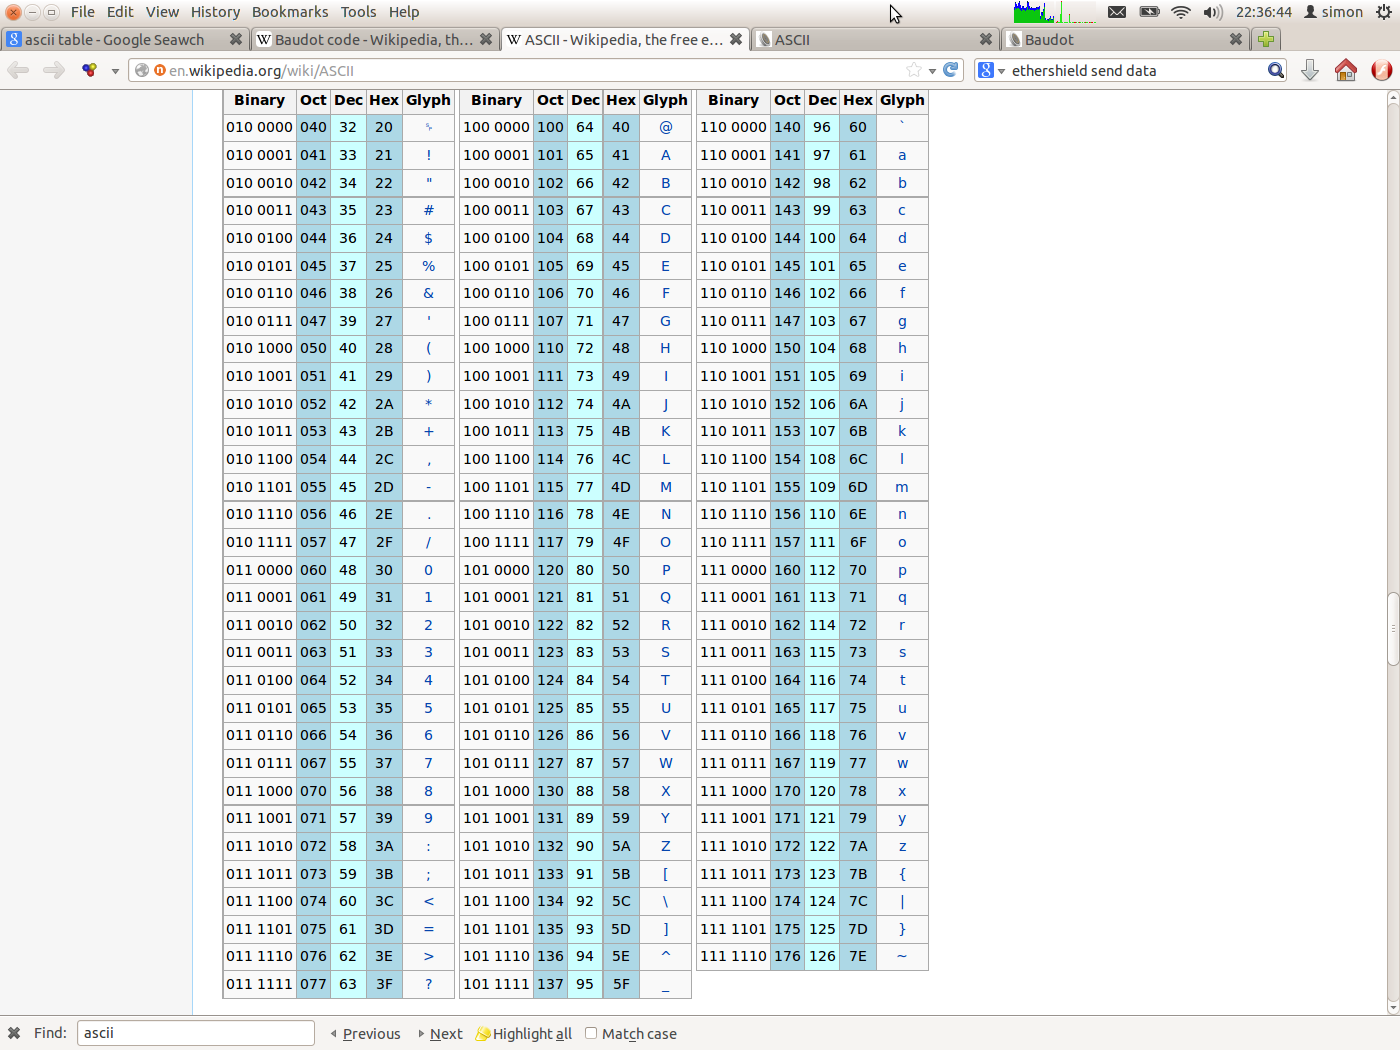 File Edit View History Bookmarks Tools Help 22:36:44 simon
ascii table - Google Seawch Baudot code - Wikipedia, th... ASCII - Wikipedia, the free e... ASCII Baudot
en.wikipedia.org/wiki/ASCII ethershield send data
Binary Oct Dec Hex Glyph Binary Oct Dec Hex Glyph Binary Oct Dec Hex Glyph
010 0000 040 32 20 ␠ 100 0000 100 64 40 @ 110 0000 140 96 60 `
010 0001 041 33 21 ! 100 0001 101 65 41 A 110 0001 141 97 61 a
010 0010 042 34 22 " 100 0010 102 66 42 B 110 0010 142 98 62 b
010 0011 043 35 23 # 100 0011 103 67 43 C 110 0011 143 99 63 c
010 0100 044 36 24 $ 100 0100 104 68 44 D 110 0100 144 100 64 d
010 0101 045 37 25 % 100 0101 105 69 45 E 110 0101 145 101 65 e
010 0110 046 38 26 & 100 0110 106 70 46 F 110 0110 146 102 66 f
010 0111 047 39 27 ' 100 0111 107 71 47 G 110 0111 147 103 67 g
010 1000 050 40 28 ( 100 1000 110 72 48 H 110 1000 150 104 68 h
010 1001 051 41 29 ) 100 1001 111 73 49 I 110 1001 151 105 69 i
010 1010 052 42 2A * 100 1010 112 74 4A J 110 1010 152 106 6A j
010 1011 053 43 2B + 100 1011 113 75 4B K 110 1011 153 107 6B k
010 1100 054 44 2C , 100 1100 114 76 4C L 110 1100 154 108 6C l
010 1101 055 45 2D - 100 1101 115 77 4D M 110 1101 155 109 6D m
010 1110 056 46 2E . 100 1110 116 78 4E N 110 1110 156 110 6E n
010 1111 057 47 2F / 100 1111 117 79 4F O 110 1111 157 111 6F o
011 0000 060 48 30 0 101 0000 120 80 50 P 111 0000 160 112 70 p
011 0001 061 49 31 1 101 0001 121 81 51 Q 111 0001 161 113 71 q
011 0010 062 50 32 2 101 0010 122 82 52 R 111 0010 162 114 72 r
011 0011 063 51 33 3 101 0011 123 83 53 S 111 0011 163 115 73 s
011 0100 064 52 34 4 101 0100 124 84 54 T 111 0100 164 116 74 t
011 0101 065 53 35 5 101 0101 125 85 55 U 111 0101 165 117 75 u
011 0110 066 54 36 6 101 0110 126 86 56 V 111 0110 166 118 76 v
011 0111 067 55 37 7 101 0111 127 87 57 W 111 0111 167 119 77 w
011 1000 070 56 38 8 101 1000 130 88 58 X 111 1000 170 120 78 x
011 1001 071 57 39 9 101 1001 131 89 59 Y 111 1001 171 121 79 y
011 1010 072 58 3A : 101 1010 132 90 5A Z 111 1010 172 122 7A z
011 1011 073 59 3B ; 101 1011 133 91 5B [ 111 1011 173 123 7B {
011 1100 074 60 3C < 101 1100 134 92 5C \ 111 1100 174 124 7C |
011 1101 075 61 3D = 101 1101 135 93 5D ] 111 1101 175 125 7D }
011 1110 076 62 3E > 101 1110 136 94 5E ^ 111 1110 176 126 7E ~
011 1111 077 63 3F ? 101 1111 137 95 5F _
Find: ascii Previous Next Highlight all Match case